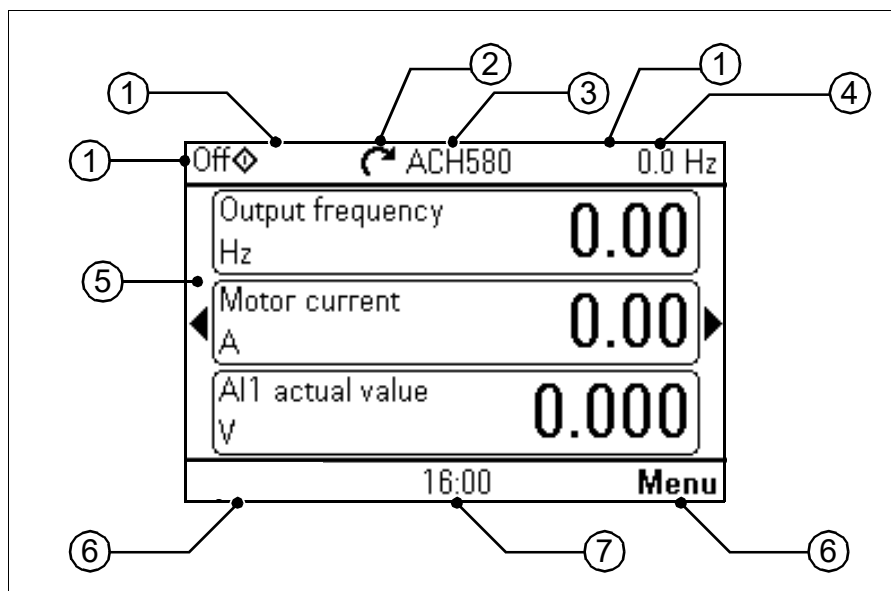 ② ① 
① ③ ④
① Off ACH580 0.0 Hz
Output frequency 0.00
Hz
⑤
Motor current 0.00
A
AI1 actual value 0.000
V
16:00 Menu
⑥ ⑦ ⑥